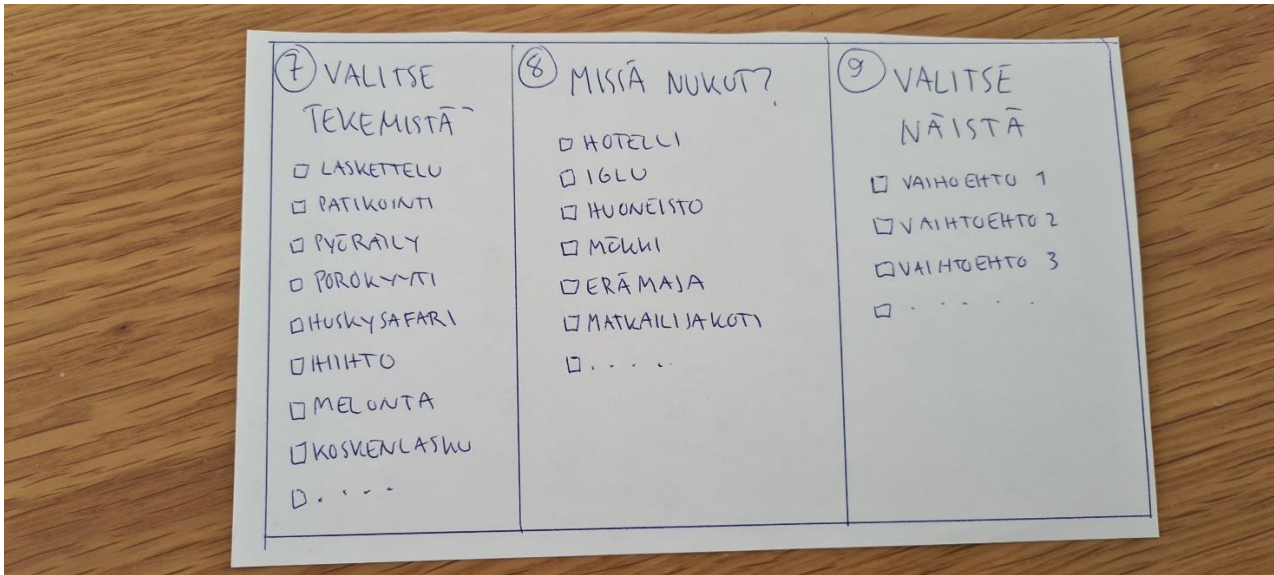 7 VALITSE
TEKEMISTÄ
☐ LASKETTELU
☐ PATIKOINTI
☐ PYÖRÄILY
☐ POROKYYTI
☐ HUSKYSAFARI
☐ HIIHTO
☐ MELONTA
☐ KOSKENLASKU
☐ . . . .
8 MISSÄ NUKUT?
☐ HOTELLI
☐ IGLU
☐ HUONEISTO
☐ MÖKKI
☐ ERÄMAJA
☐ MATKAILIJAKOTI
☐ . . . . .
9 VALITSE
NÄISTÄ
☐ VAIHOEHTO 1
☐ VAIHTOEHTO 2
☐ VAIHTOEHTO 3
☐ . . . . .